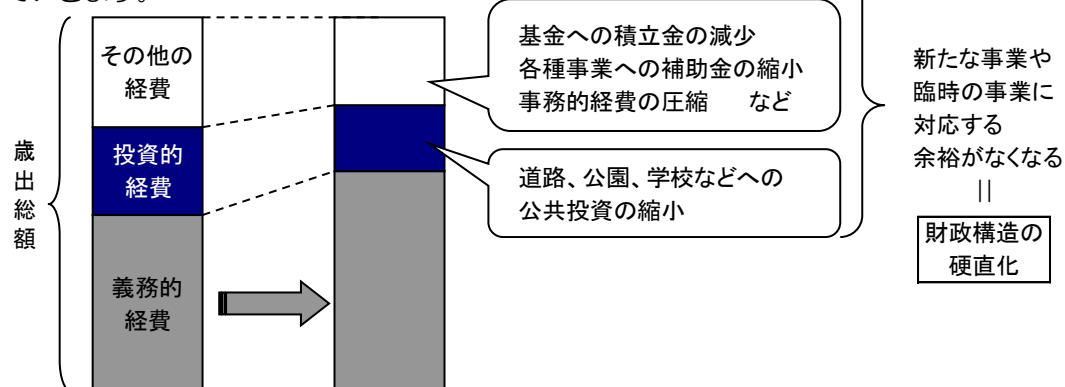 ていきます。
その他の
経費
投資的
経費
義務的
経費
歳出総額
基金への積立金の減少
各種事業への補助金の縮小
事務的経費の圧縮　など
道路、公園、学校などへの
公共投資の縮小
新たな事業や
臨時の事業に
対応する
余裕がなくなる
||
財政構造の
硬直化